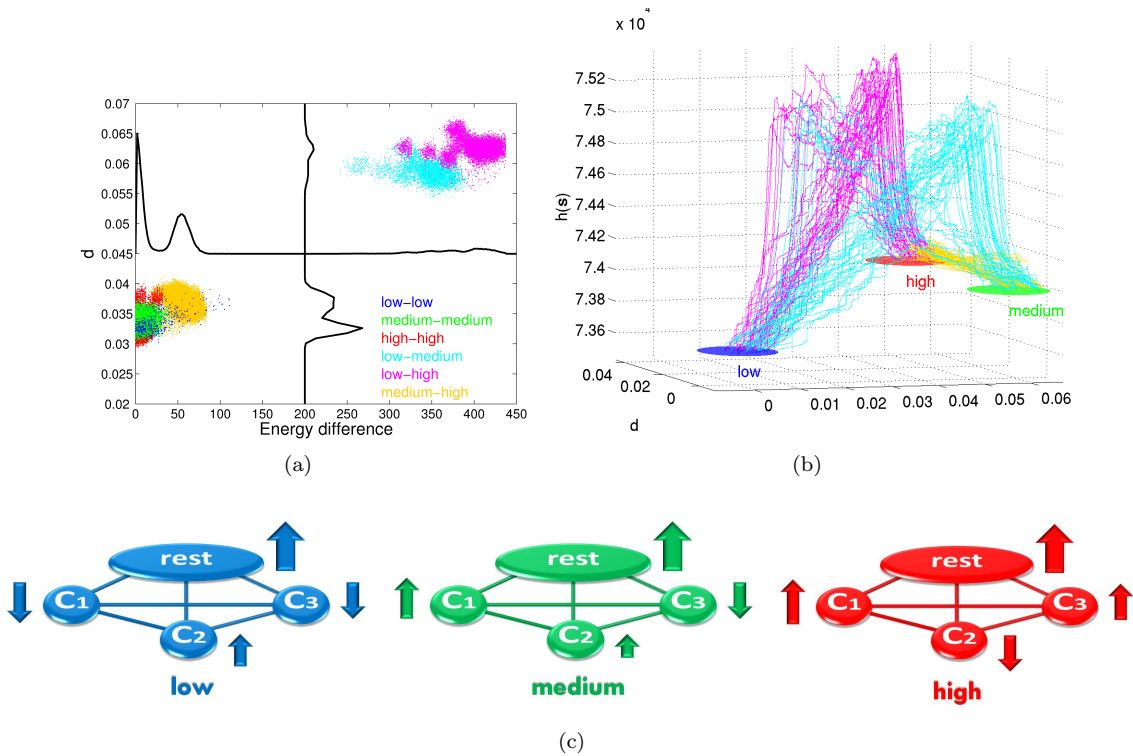 0.07
0.065
0.06
0.055
0.05
0.045
0.04
0.035
0.03
0.025
0.02
d
low−low
medium−medium
high−high
low−medium
low−high
medium−high
0 50 100 150 200 250 300 350 400 450
Energy difference
(a)
x 10^4
7.52
7.5
7.48
7.46
7.44
7.42
7.4
7.38
7.36
h(s)
high
medium
low
0.04
0.02
0
0 0.01 0.02 0.03 0.04 0.05 0.06
d
(b)
rest
C1
C3
C2
low
rest
C1
C3
C2
medium
rest
C1
C3
C2
high
(c)